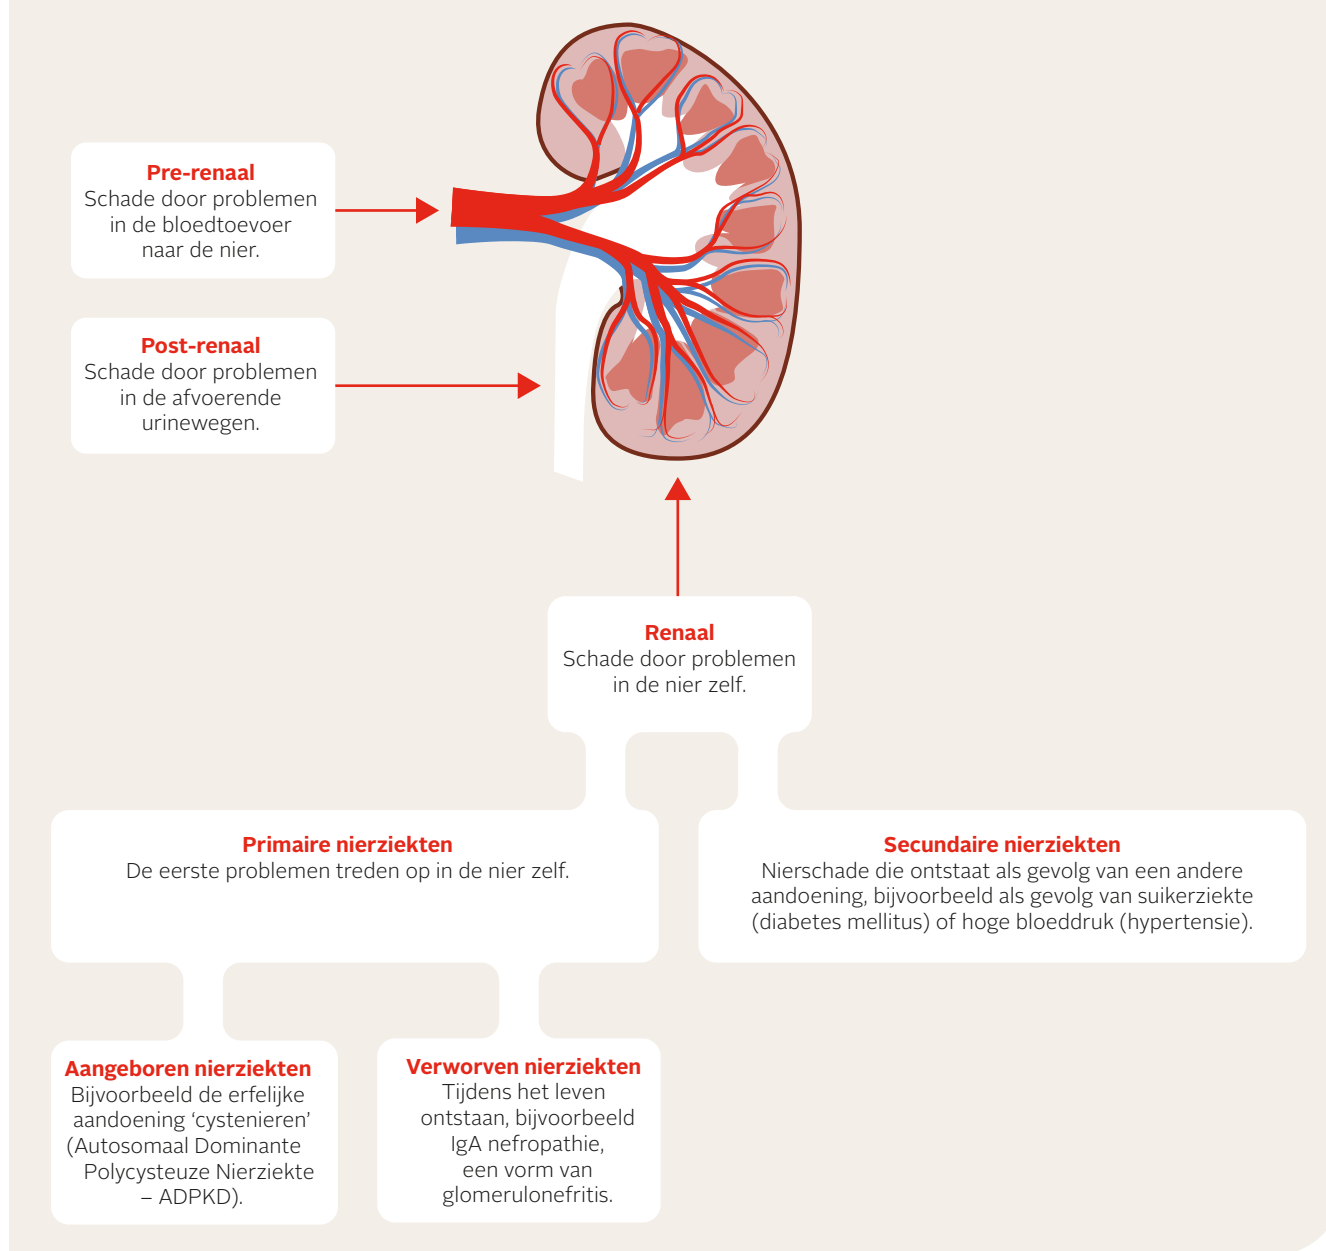 Pre-renaal
Schade door problemen
in de bloedtoevoer
naar de nier.
Post-renaal
Schade door problemen
in de afvoerende
urinewegen.
Renaal
Schade door problemen
in de nier zelf.
Primaire nierziekten
De eerste problemen treden op in de nier zelf.
Secundaire nierziekten
Nierschade die ontstaat als gevolg van een andere
aandoening, bijvoorbeeld als gevolg van suikerziekte
(diabetes mellitus) of hoge bloeddruk (hypertensie).
Aangeboren nierziekten
Bijvoorbeeld de erfelijke
aandoening ‘cystenieren’
(Autosomaal Dominante
Polycysteuze Nierziekte
– ADPKD).
Verworven nierziekten
Tijdens het leven
ontstaan, bijvoorbeeld
IgA nefropathie,
een vorm van
glomerulonefritis.